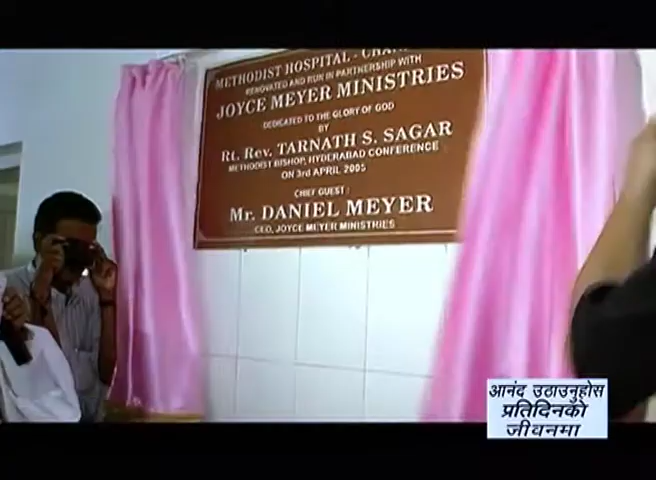 METHODIST HOSPITAL -
RENOVATED AND RUN IN PARTNERSHIP WITH
JOYCE MEYER MINISTRIES
DEDICATED TO THE GLORY OF GOD
BY
Rt. Rev. TARNATH S. SAGAR
METHODIST BISHOP, HYDERABAD CONFERENCE.
ON 3rd APRIL 2005
CHIEF GUEST:
Mr. DANIEL MEYER
CEO, JOYCE MEYER MINISTRIES
आनंद उठाउनुहोस
प्रतिदिनको
जीवनमा